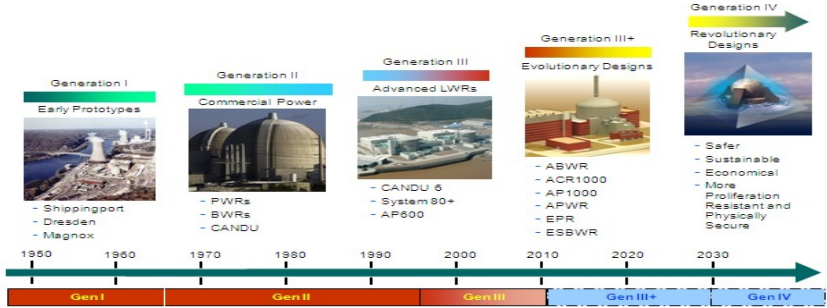 Generation I
Early Prototypes
- Shippingport
- Dresden
- Magnox
Generation II
Commercial Power
- PWRs
- BWRs
- CANDU
Generation III
Advanced LWRs
- CANDU 6
- System 80+
- AP600
Generation III+
Evolutionary Designs
- ABWR
- ACR1000
- AP1000
- APWR
- EPR
- ESBWR
Generation IV
Revolutionary
Designs
- Safer
- Sustainable
- Economical
- More
Proliferation
Resistant and
Physically
Secure
1950 1960 1970 1980 1990 2000 2010 2020 2030
Gen I Gen II Gen III Gen III+ Gen IV